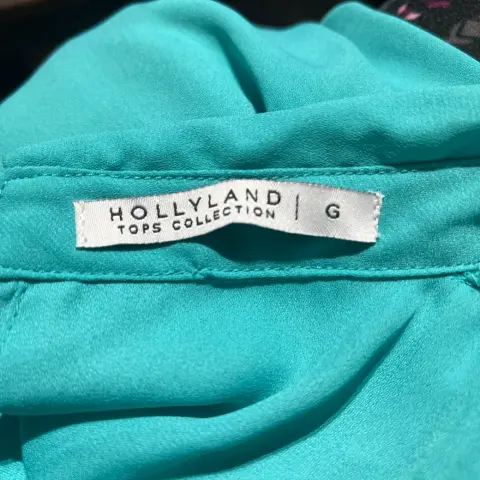 HOLLYLAND | G
TOPS COLLECTION